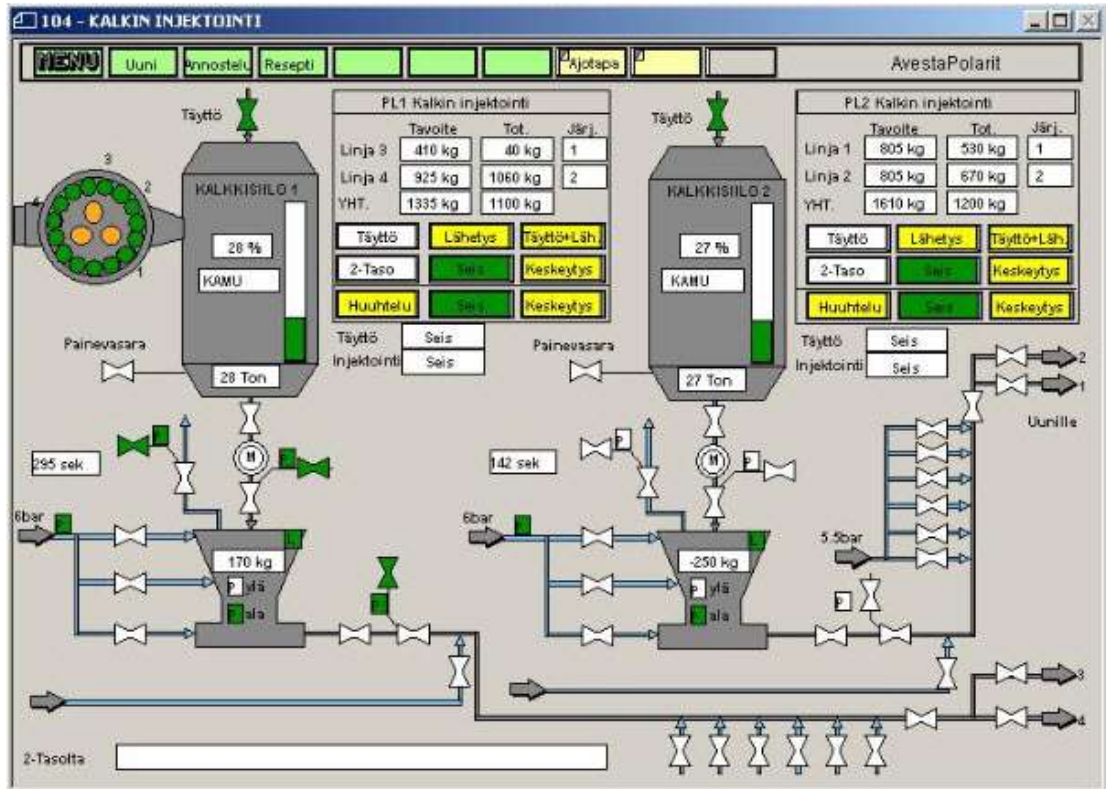 104 - KALKIN INJEKTOINTI
MENU Uuni Annostelu Resepti Ajotapa AvestaPolarit
Täyttö
3
2
4
1
KALKKISIILO 1
28 %
KAMU
28 Ton
Painevasara
PL1 Kalkin injektointi
Tavoite Tot. Järj.
Linja 3 410 kg 40 kg 1
Linja 4 925 kg 1060 kg 2
YHT. 1335 kg 1100 kg
Täyttö Lähetys Täyttö+Läh.
2-Taso Seis Keskeytys
Huuhtelu Seis Keskeytys
Täyttö Seis
Injektointi Seis
Täyttö
KALKKISIILO 2
27 %
KAMU
27 Ton
Painevasara
PL2 Kalkin injektointi
Tavoite Tot. Järj.
Linja 1 805 kg 530 kg 1
Linja 2 805 kg 670 kg 2
YHT. 1610 kg 1200 kg
Täyttö Lähetys Täyttö+Läh.
2-Taso Seis Keskeytys
Huuhtelu Seis Keskeytys
Täyttö Seis
Injektointi Seis
2
1
Uunille
P
M
P
295 sek
6bar P
L
170 kg
P ylä
P ala
P
P
M
P
142 sek
6bar P
L
-250 kg
P ylä
P ala
5.5bar
P
3
4
2-Tasolta